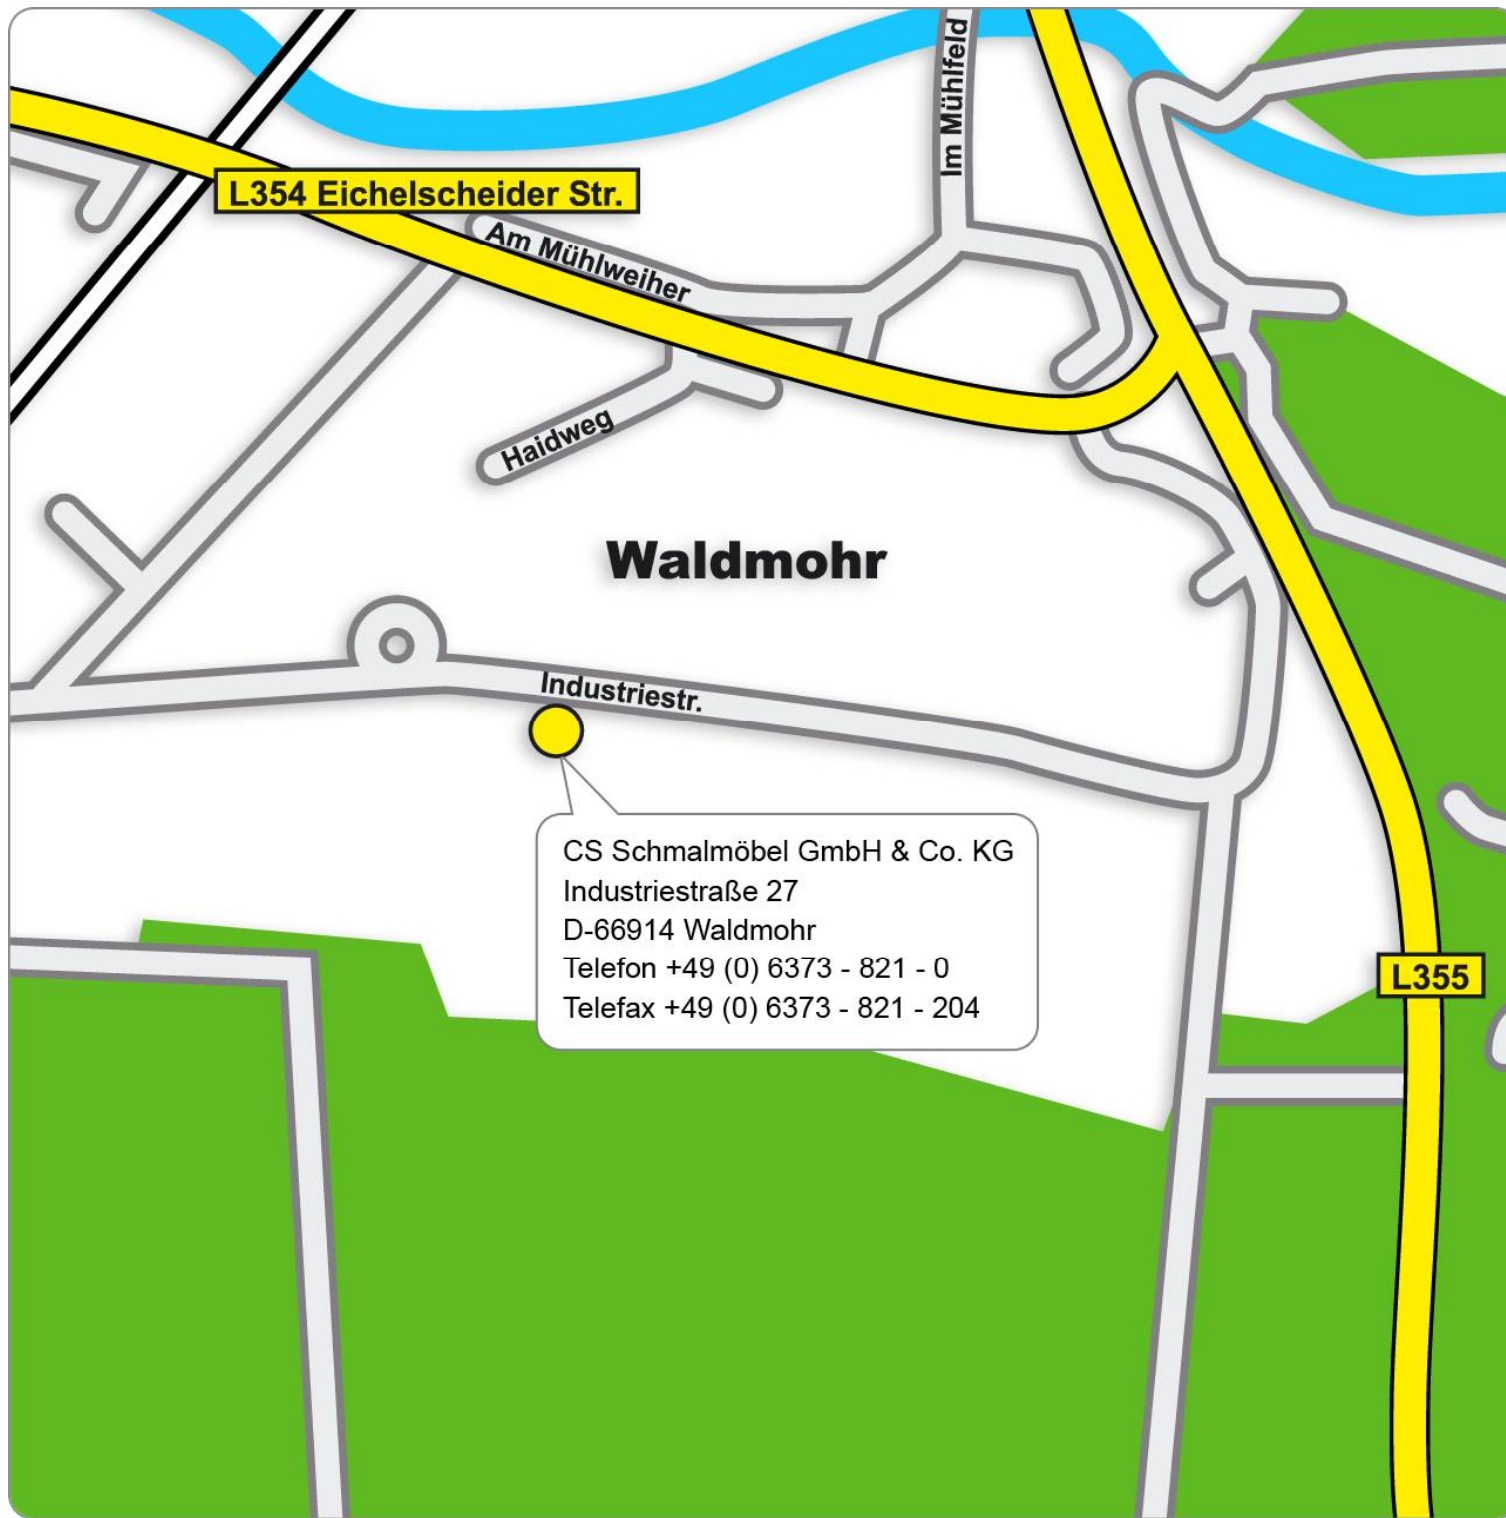 Im Mühlfeld
L354 Eichelscheider Str.
Am Mühlweiher
Haidweg
Waldmohr
Industriestr.
CS Schmalmöbel GmbH & Co. KG
Industriestraße 27
D-66914 Waldmohr
Telefon +49 (0) 6373 - 821 - 0
Telefax +49 (0) 6373 - 821 - 204
L355